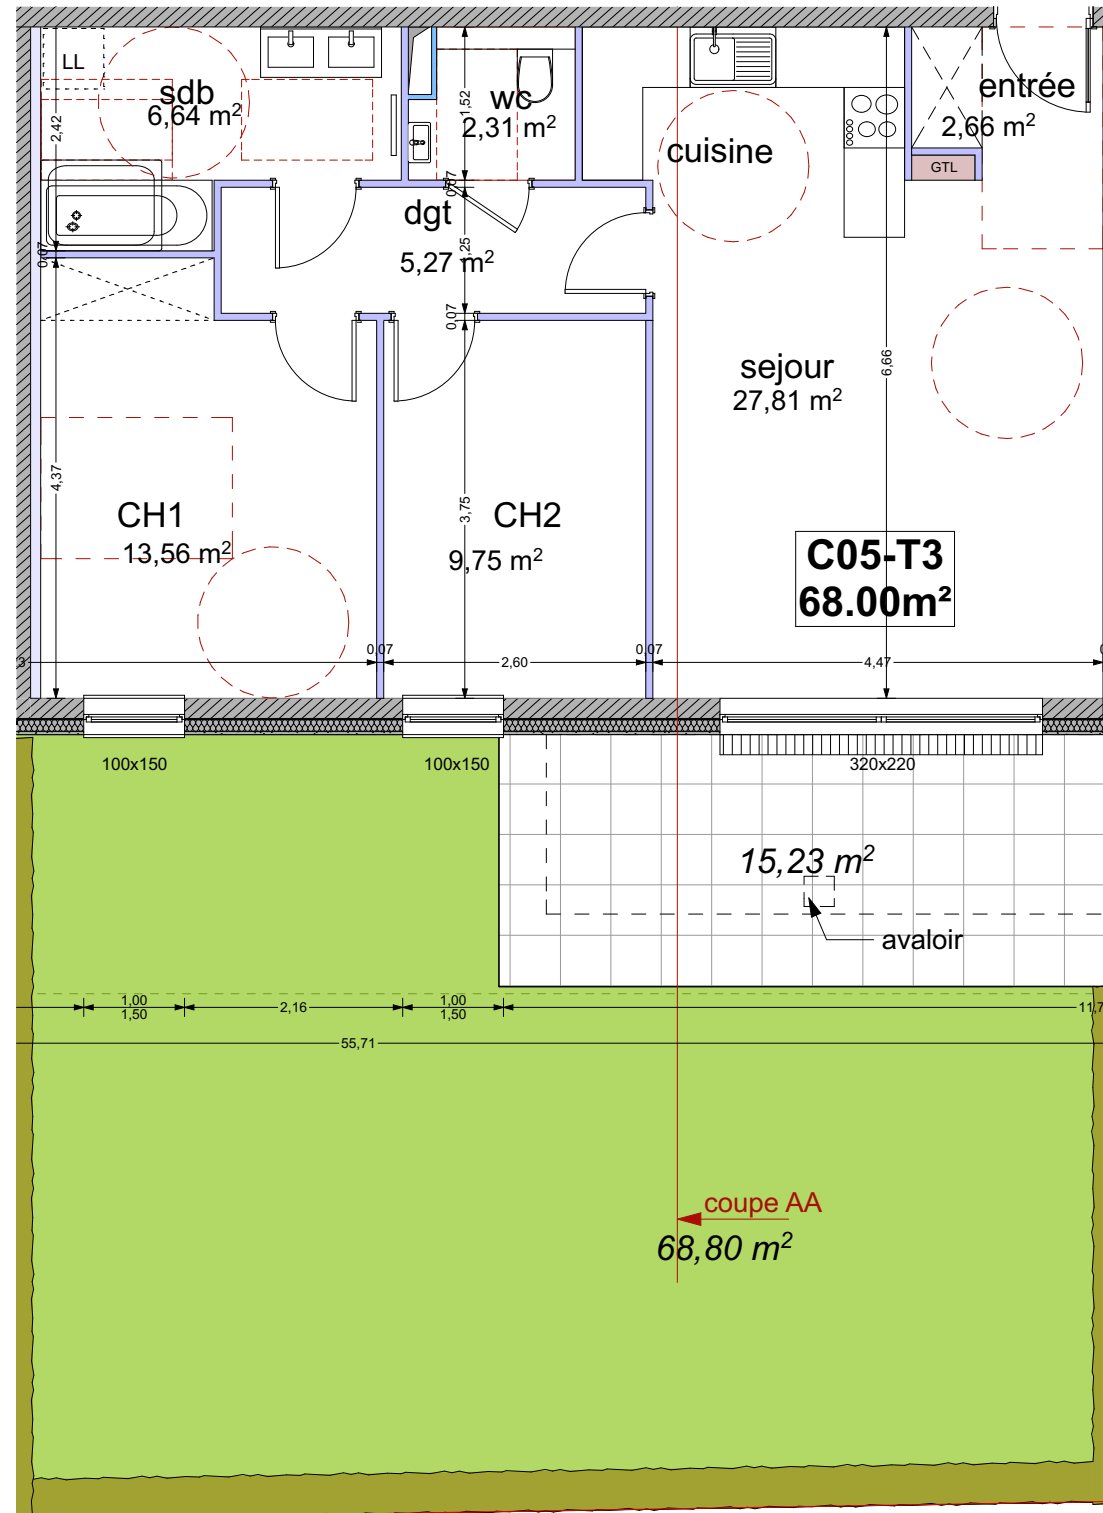 LL
sdb
6,64 m²
2,42
0,07
wc
2,31 m²
1,52
0,07
cuisine
entrée
2,66 m²
GTL
dgt
5,27 m²
0,07
sejour
27,81 m²
6,66
4,37
CH1
13,56 m²
3,75
CH2
9,75 m²
C05-T3
68.00m²
0,07
2,60
0,07
4,47
100x150
100x150
320x220
15,23 m²
avaloir
1,00
1,50
2,16
1,00
1,50
55,71
coupe AA
68,80 m²